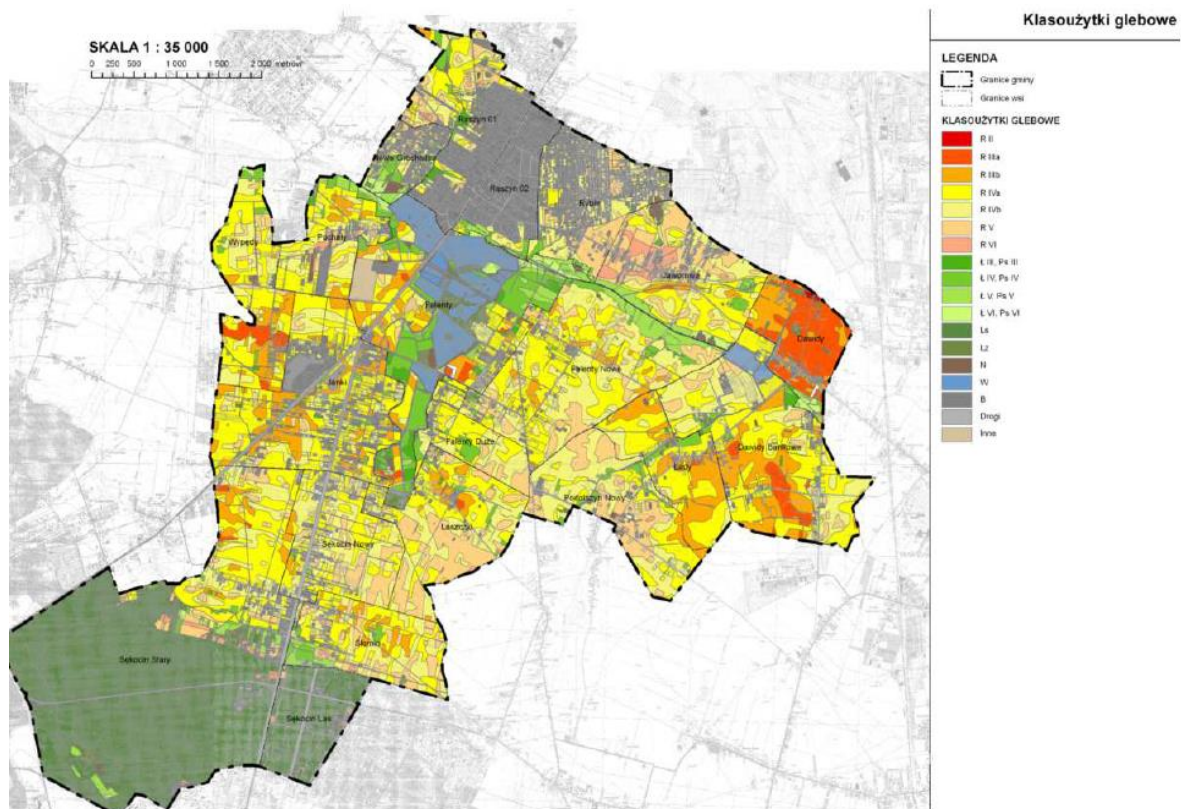 Klasoużytki glebowe
SKALA 1 : 35 000
0 250 500 1 000 1 500 2 000 metrów
LEGENDA
Granice gminy
Granice wsi
KLASOUŻYTKI GLEBOWE
R II
R IIIa
R IIIb
R IVa
R IVb
R V
R VI
Ł III, Ps III
Ł IV, Ps IV
Ł V, Ps V
Ł VI, Ps VI
Ls
Lz
N
W
B
Drogi
Inne
Raszyn 01
Nowe Grocholice
Raszyn 02
Rybie
Wypędy
Puchały
Jaworowa
Falenty
Dawidy
Falenty Nowe
Janki
Falenty Duże
Dawidy Bankowe
Łady
Podolszyn Nowy
Laszczki
Sękocin Nowy
Słomin
Sękocin Stary
Sękocin Las